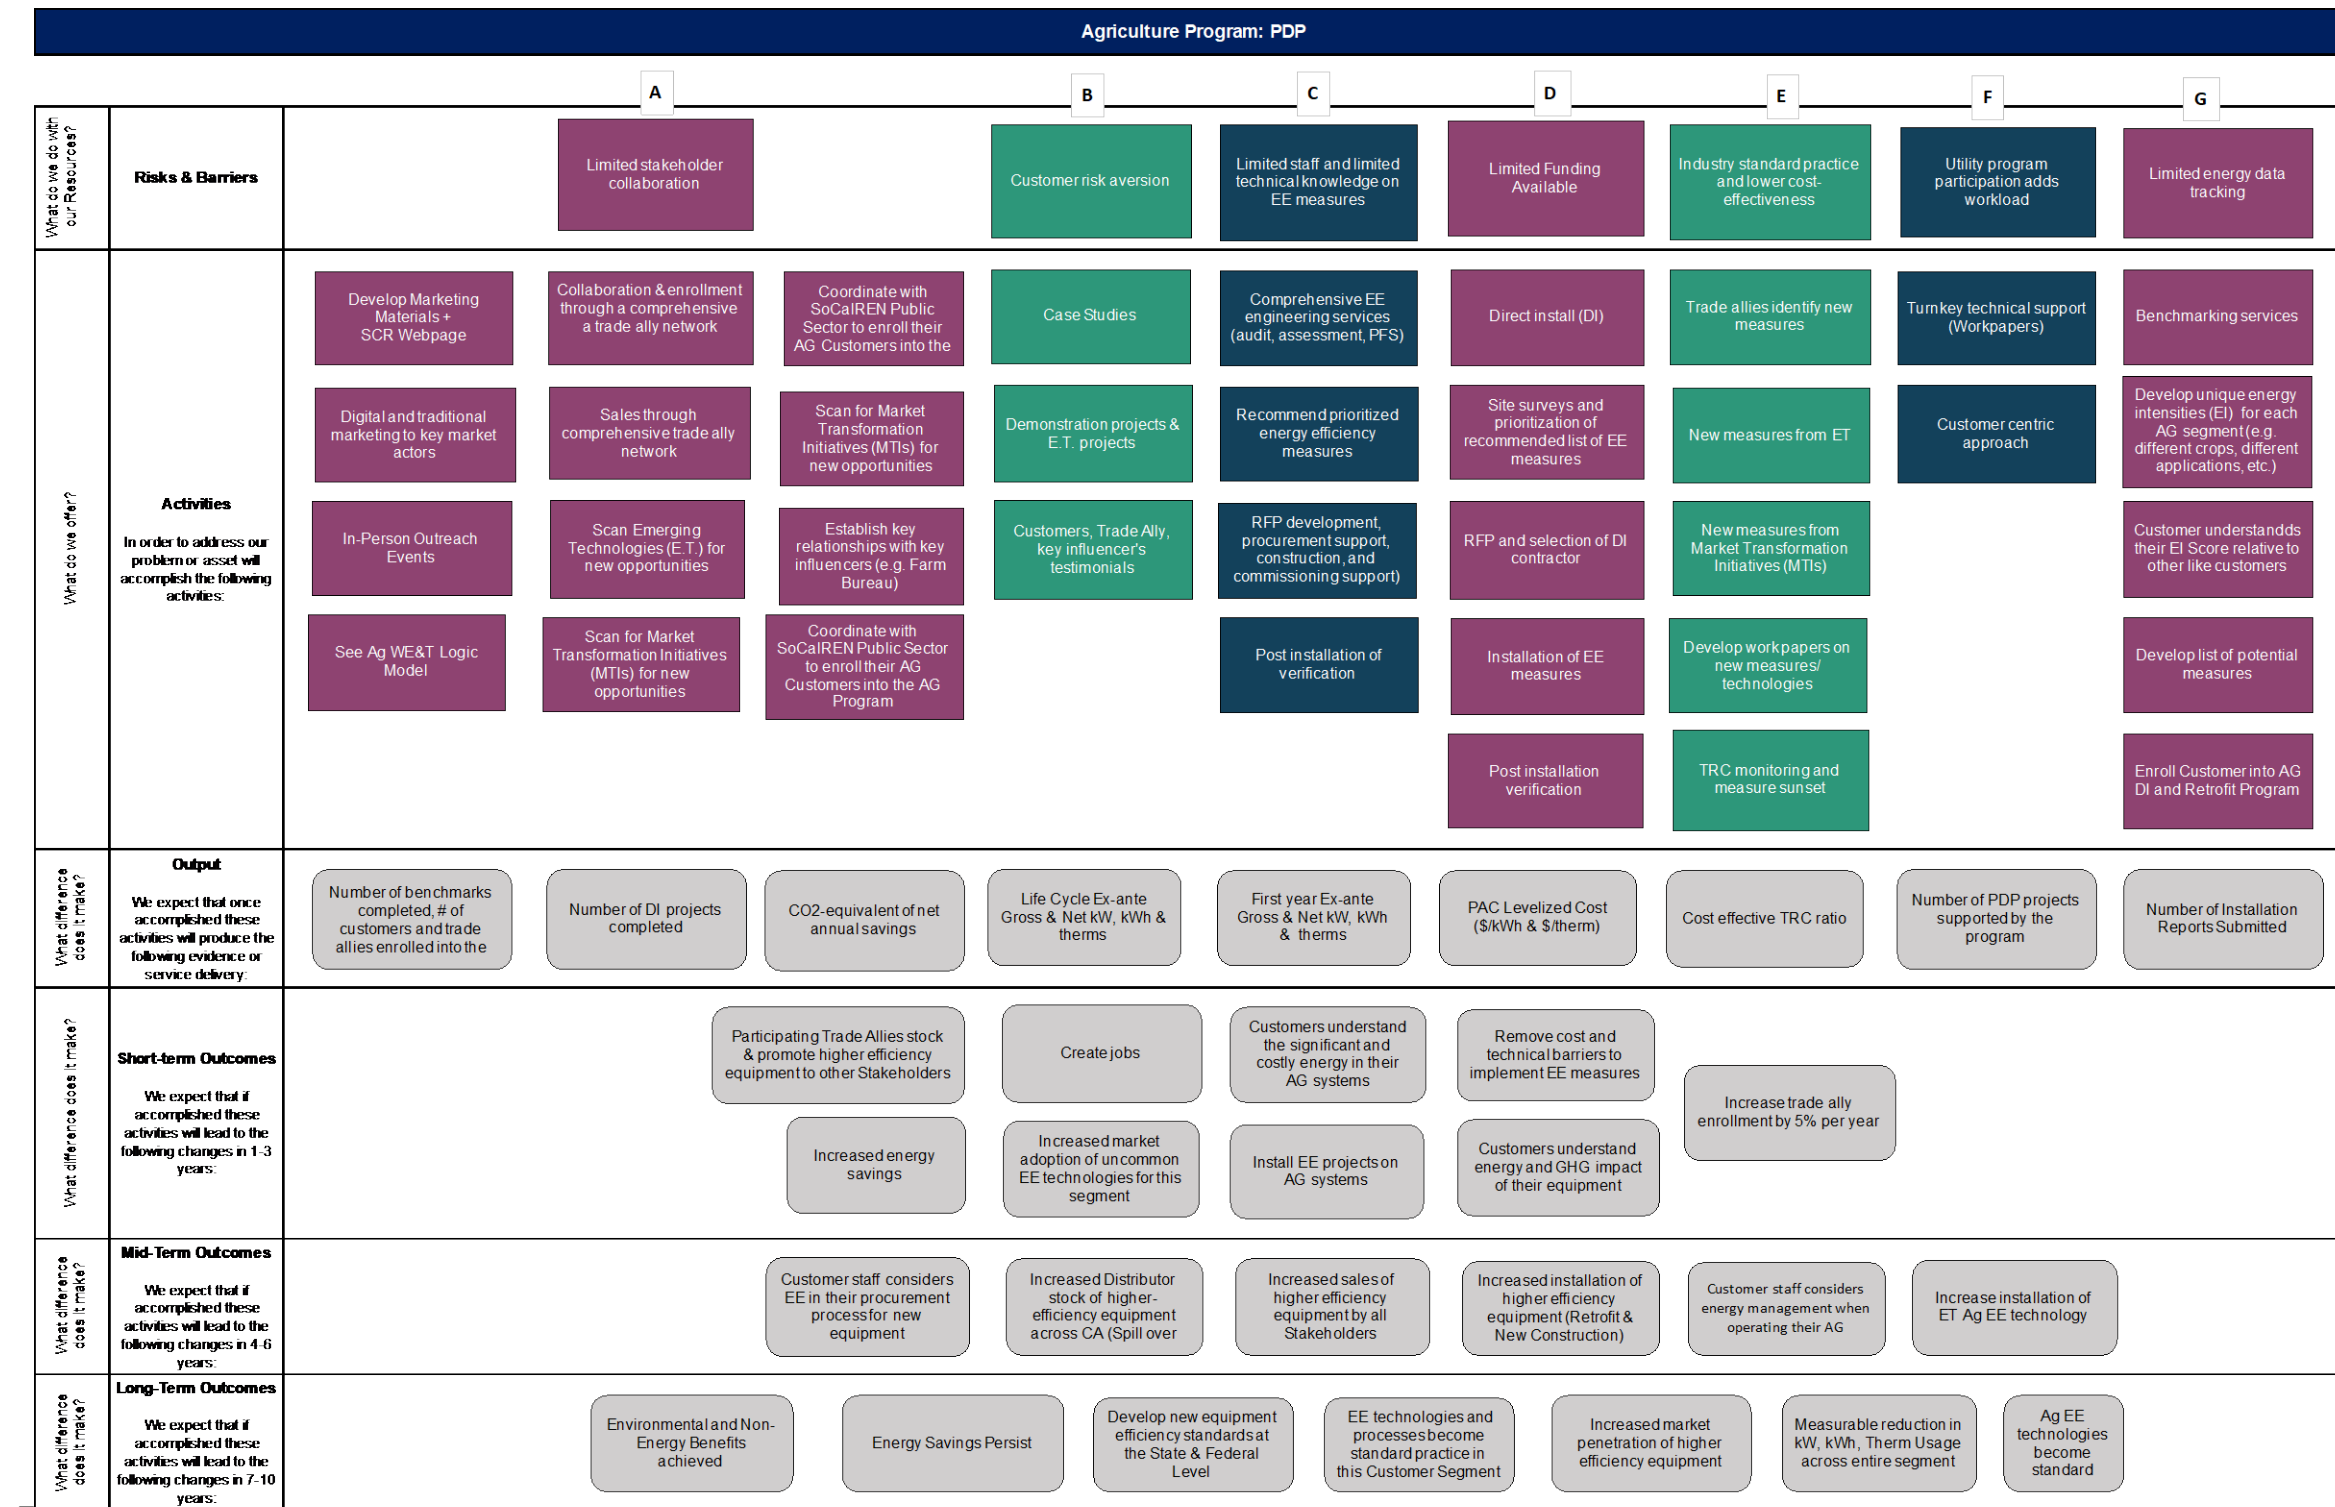 Agriculture Program: PDP
A
B
C
D
E
F
G
What do we do with
our Resources?
Risks & Barriers
Limited stakeholder
collaboration
Customer risk aversion
Limited staff and limited
technical knowledge on
EE measures
Limited Funding
Available
Industry standard practice
and lower cost-
effectiveness
Utility program
participation adds
workload
Limited energy data
tracking
What do we offer?
Activities
In order to address our
problem or asset will
accomplish the following
activities:
Develop Marketing
Materials +
SCR Webpage
Collaboration & enrollment
through a comprehensive
a trade ally network
Coordinate with
SoCalREN Public
Sector to enroll their
AG Customers into the
Case Studies
Comprehensive EE
engineering services
(audit, assessment, PFS)
Direct install (DI)
Trade allies identify new
measures
Turnkey technical support
(Workpapers)
Benchmarking services
Digital and traditional
marketing to key market
actors
Sales through
comprehensive trade ally
network
Scan for Market
Transformation
Initiatives (MTIs) for
new opportunities
Demonstration projects &
E.T. projects
Recommend prioritized
energy efficiency
measures
Site surveys and
prioritization of
recommended list of EE
measures
New measures from ET
Customer centric
approach
Develop unique energy
intensities (EI) for each
AG segment (e.g.
different crops, different
applications, etc.)
In-Person Outreach
Events
Scan Emerging
Technologies (E.T.) for
new opportunities
Establish key
relationships with key
influencers (e.g. Farm
Bureau)
Customers, Trade Ally,
key influencer's
testimonials
RFP development,
procurement support,
construction, and
commissioning support)
RFP and selection of DI
contractor
New measures from
Market Transformation
Initiatives (MTIs)
Customer understandds
their EI Score relative to
other like customers
See Ag WE&T Logic
Model
Scan for Market
Transformation Initiatives
(MTIs) for new
opportunities
Coordinate with
SoCalREN Public Sector
to enroll their AG
Customers into the AG
Program
Post installation of
verification
Installation of EE
measures
Develop work papers on
new measures/
technologies
Develop list of potential
measures
Post installation
verification
TRC monitoring and
measure sunset
Enroll Customer into AG
DI and Retrofit Program
What difference
does it make?
Output
We expect that once
accomplished these
activities will produce the
following evidence or
service delivery:
Number of benchmarks
completed, # of
customers and trade
allies enrolled into the
Number of DI projects
completed
CO2-equivalent of net
annual savings
Life Cycle Ex-ante
Gross & Net kW, kWh &
therms
First year Ex-ante
Gross & Net kW, kWh
& therms
PAC Levelized Cost
($/kWh & $/therm)
Cost effective TRC ratio
Number of PDP projects
supported by the
program
Number of Installation
Reports Submitted
What difference does it make?
Short-term Outcomes
We expect that if
accomplished these
activities will lead to the
following changes in 1-3
years:
Participating Trade Allies stock
& promote higher efficiency
equipment to other Stakeholders
Create jobs
Customers understand
the significant and
costly energy in their
AG systems
Remove cost and
technical barriers to
implement EE measures
Increase trade ally
enrollment by 5% per year
Increased energy
savings
Increased market
adoption of uncommon
EE technologies for this
segment
Install EE projects on
AG systems
Customers understand
energy and GHG impact
of their equipment
What difference
does it make?
Mid-Term Outcomes
We expect that if
accomplished these
activities will lead to the
following changes in 4-6
years:
Customer staff considers
EE in their procurement
process for new
equipment
Increased Distributor
stock of higher-
efficiency equipment
across CA (Spill over
Increased sales of
higher efficiency
equipment by all
Stakeholders
Increased installation of
higher efficiency
equipment (Retrofit &
New Construction)
Customer staff considers
energy management when
operating their AG
Increase installation of
ET Ag EE technology
What difference
does it make?
Long-Term Outcomes
We expect that if
accomplished these
activities will lead to the
following changes in 7-10
years:
Environmental and Non-
Energy Benefits
achieved
Energy Savings Persist
Develop new equipment
efficiency standards at
the State & Federal
Level
EE technologies and
processes become
standard practice in
this Customer Segment
Increased market
penetration of higher
efficiency equipment
Measurable reduction in
kW, kWh, Therm Usage
across entire segment
Ag EE
technologies
become
standard